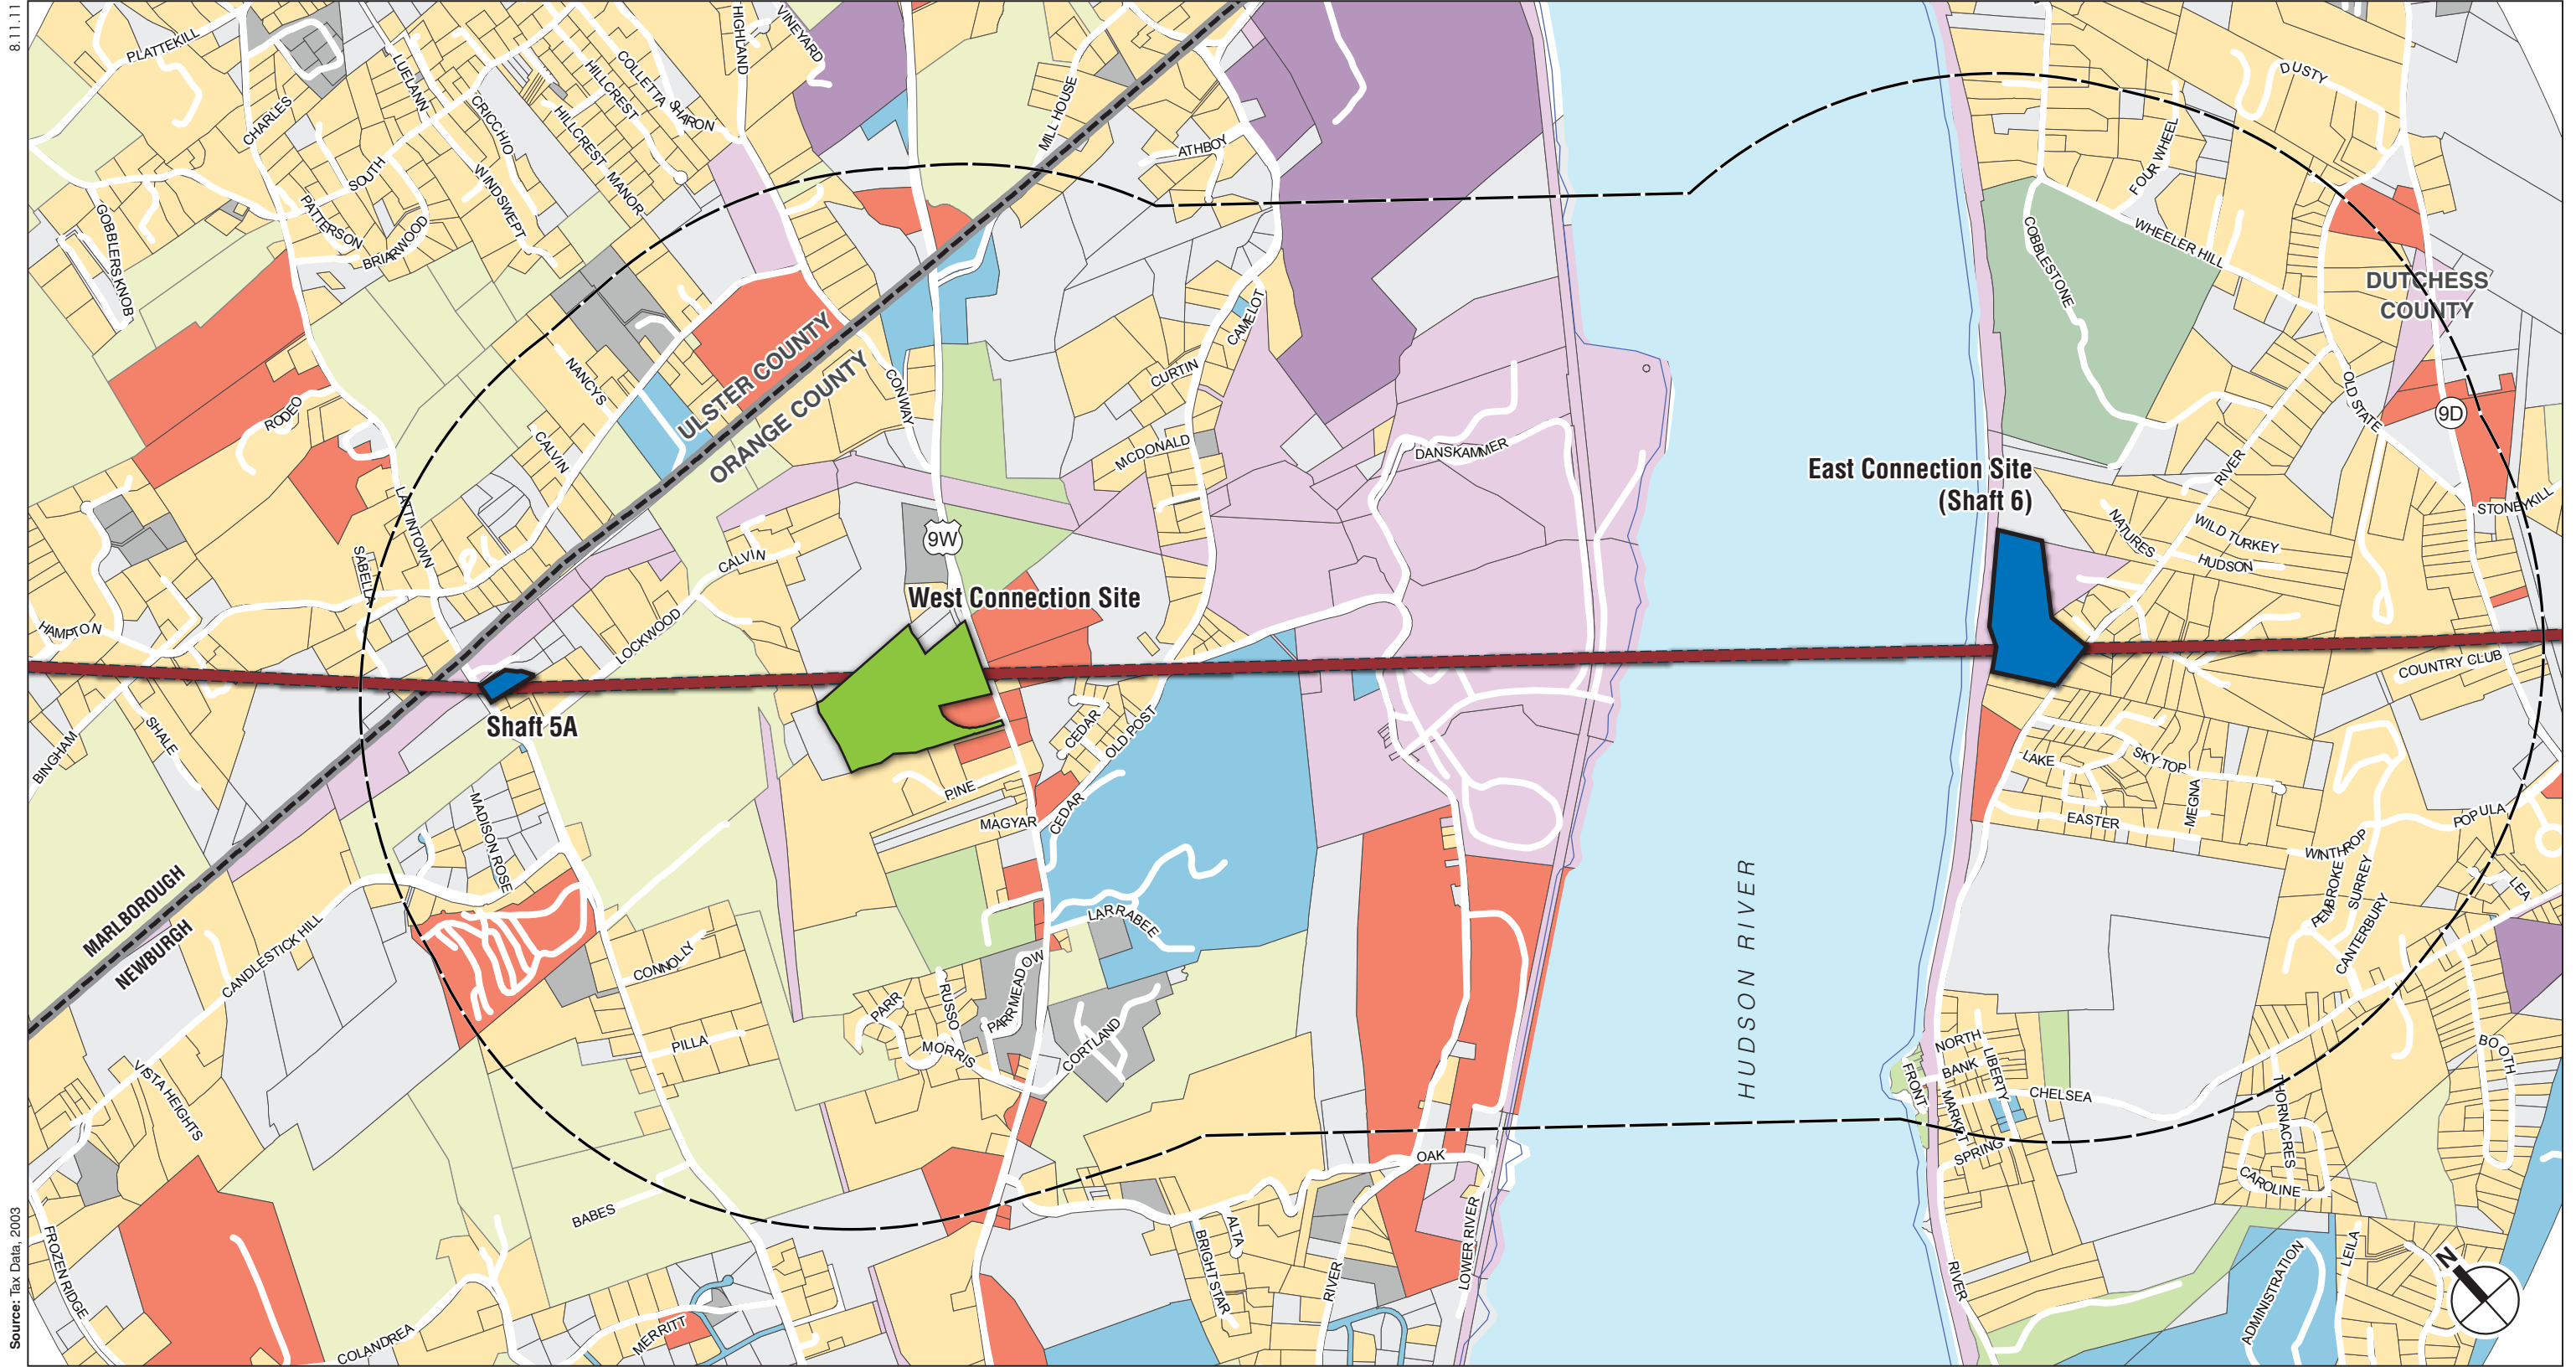 8.11.11
PLATTEKILL
CHARLES
LUELANN
CRICCHIO
HILLCREST
COLLETTA
SHARON
HIGHLAND
VINEYARD
HILLCREST
MANOR
WINDSWEPT
SOUTH
PATTERSON
BRIARWOOD
GOBBLERS KNOB
MILL HOUSE
ATHBOY
DUSTY
FOUR WHEEL
WHEELER HILL
COBBLESTONE
DUTCHESS
COUNTY
RODEO
NANCYS
CALVIN
ULSTER COUNTY
ORANGE COUNTY
CONWAY
CAMELOT
CURTIN
MCDONALD
DANSKAMMER
OLD STATE
9D
RIVER
STONEYKILL
East Connection Site
(Shaft 6)
NATURES
WILD TURKEY
HUDSON
LATTINTOWN
SABELLA
9W
CALVIN
LOCKWOOD
West Connection Site
HAMPTON
BINGHAM
SHALE
Shaft 5A
COUNTRY CLUB
CEDAR
OLD POST
PINE
MAGYAR
CEDAR
LAKE
SKY TOP
MEGNA
EASTER
POPULA
WINTHROP
PEMBROKE
SURREY
CANTERBURY
LEA
MADISON ROSE
MARLBOROUGH
NEWBURGH
CANDLESTICK HILL
CONNOLLY
PILLA
LARRABEE
PARR
RUSSO
PARRMEADOW
MORRIS
CORTLAND
HUDSON RIVER
NORTH
BANK
LIBERTY
FRONT
MARKET
SPRING
CHELSEA
THORNACRES
CAROLINE
BOOTH
VISTA HEIGHTS
FROZEN RIDGE
BABES
COLANDREA
MERRITT
OAK
ALTA
BRIGHT STAR
RIVER
LOWER RIVER
RIVER
ADMINISTRATION
LEILA
N
Source: Tax Data, 2003